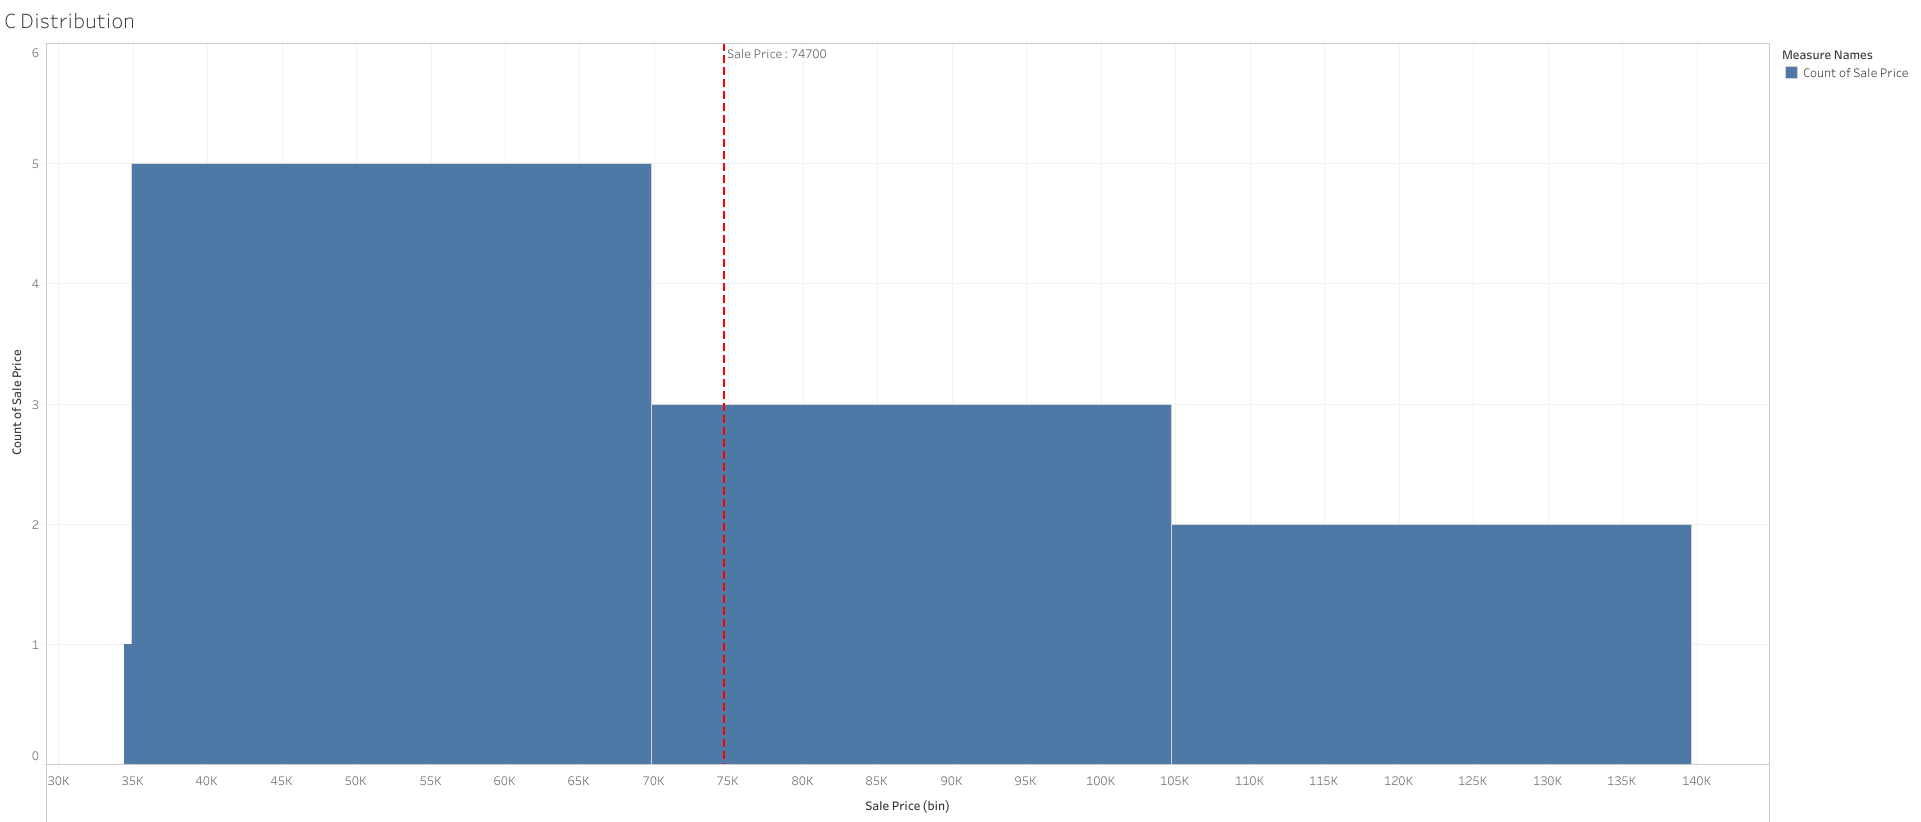 C Distribution
Sale Price : 74700
Measure Names
Count of Sale Price
6
5
4
3
2
1
0
Count of Sale Price
30K 35K 40K 45K 50K 55K 60K 65K 70K 75K 80K 85K 90K 95K 100K 105K 110K 115K 120K 125K 130K 135K 140K
Sale Price (bin)